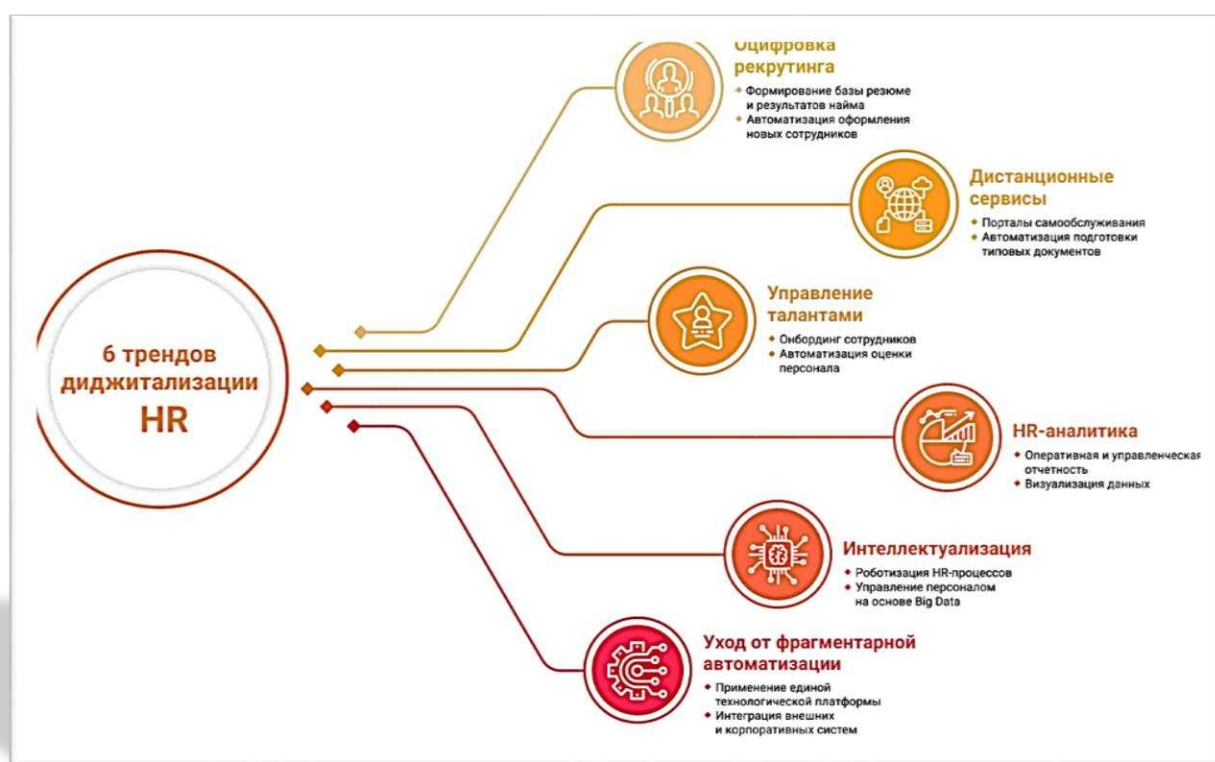 6 трендов
диджитализации
HR
Оцифровка
рекрутинга
Формирование базы резюме
и результатов найма
Автоматизация оформления
новых сотрудников
Дистанционные
сервисы
Порталы самообслуживания
Автоматизация подготовки
типовых документов
Управление
талантами
Онбординг сотрудников
Автоматизация оценки
персонала
HR-аналитика
Оперативная и управленческая
отчетность
Визуализация данных
Интеллектуализация
Роботизация HR-процессов
Управление персоналом
на основе Big Data
Уход от фрагментарной
автоматизации
Применение единой
технологической платформы
Интеграция внешних
и корпоративных систем